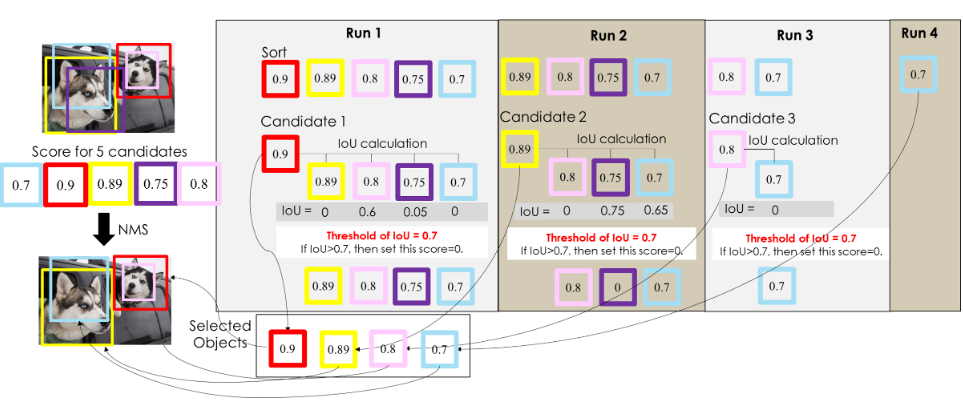 Run 1
Run 2
Run 3
Run 4
Sort
0.9 0.89 0.8 0.75 0.7
0.89 0.8 0.75 0.7
0.8 0.7
0.7
Score for 5 candidates
0.7 0.9 0.89 0.75 0.8
NMS
Candidate 1
0.9
IoU calculation
0.89 0.8 0.75 0.7
IoU = 0 0.6 0.05 0
Threshold of IoU = 0.7
If IoU>0.7, then set this score=0.
0.89 0.8 0.75 0.7
Candidate 2
0.89
IoU calculation
0.8 0.75 0.7
IoU = 0 0.75 0.65
Threshold of IoU = 0.7
If IoU>0.7, then set this score=0.
0.8 0 0.7
Candidate 3
0.8
IoU calculation
0.7
IoU = 0
Threshold of IoU = 0.7
If IoU>0.7, then set this score=0.
0.7
Selected
Objects
0.9 0.89 0.8 0.7